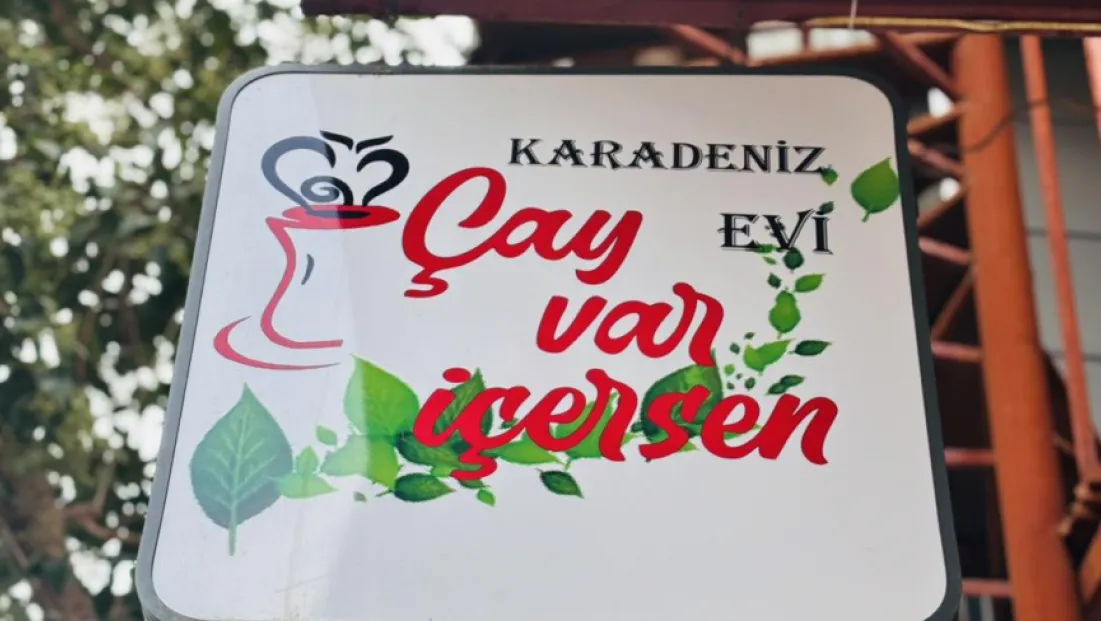 KARADENİZ
Çay EVİ
var
içersen